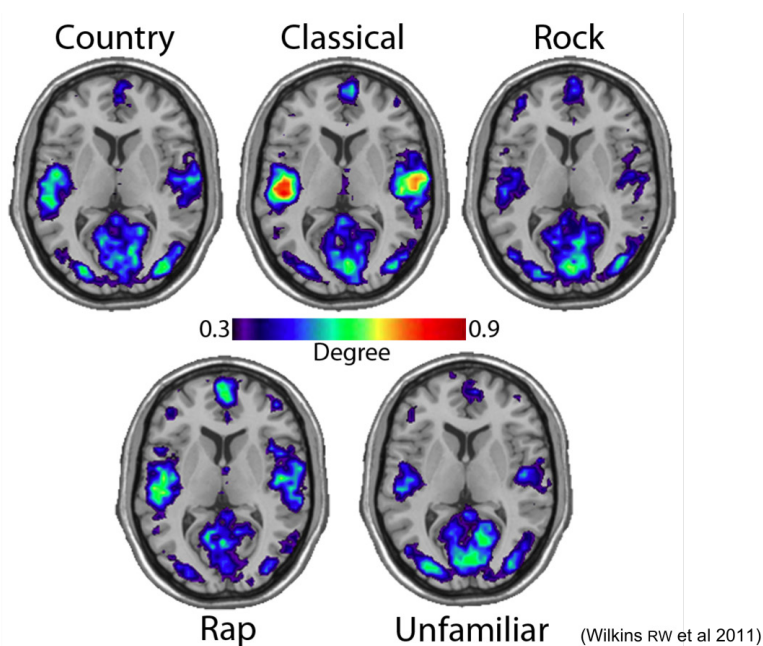 Country Classical Rock
0.3 0.9
Degree
Rap Unfamiliar (Wilkins RW et al 2011)